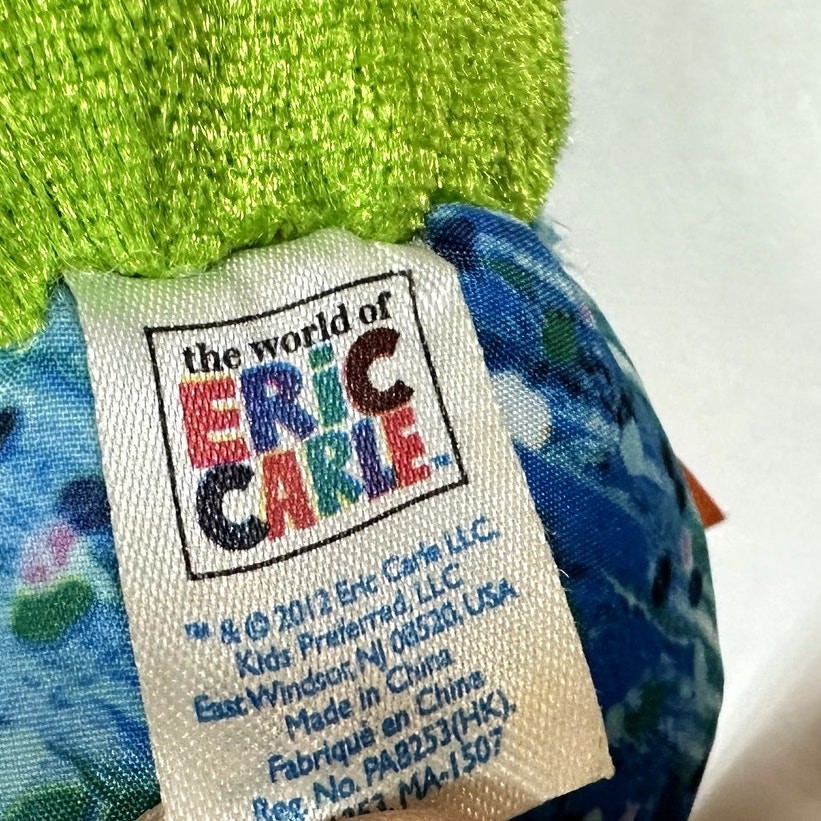 the world of
ERiC
CARLE™
™ & © 2012 Eric Carle LLC.
Kids Preferred, LLC
East Windsor, NJ 08520, USA
Made in China
Fabriqué en Chine
Reg. No. PA8253(HK),
MA-1507